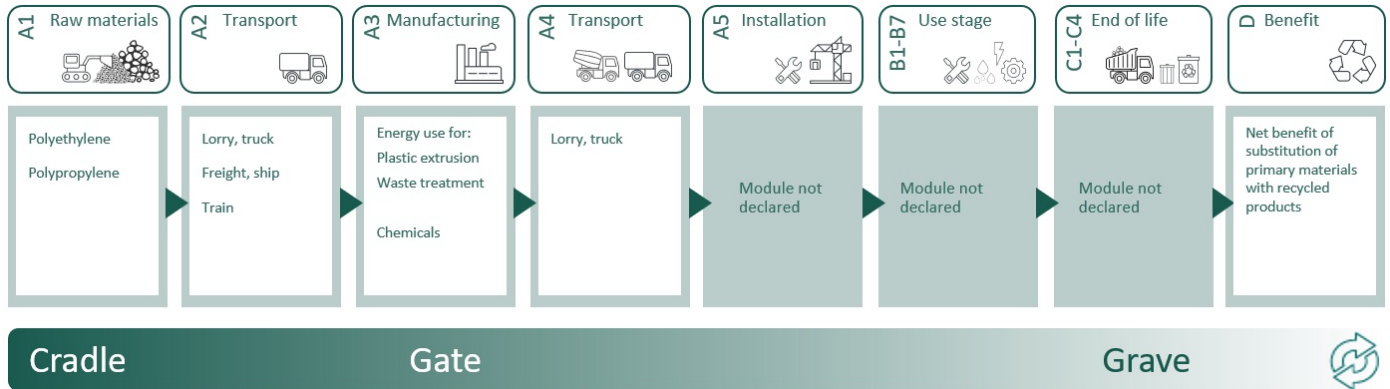 A1 Raw materials
A2 Transport
A3 Manufacturing
A4 Transport
A5 Installation
B1-B7 Use stage
C1-C4 End of life
D Benefit
Polyethylene
Polypropylene
Lorry, truck
Freight, ship
Train
Energy use for:
Plastic extrusion
Waste treatment
Chemicals
Lorry, truck
Module not
declared
Module not
declared
Module not
declared
Net benefit of
substitution of
primary materials
with recycled
products
Cradle
Gate
Grave